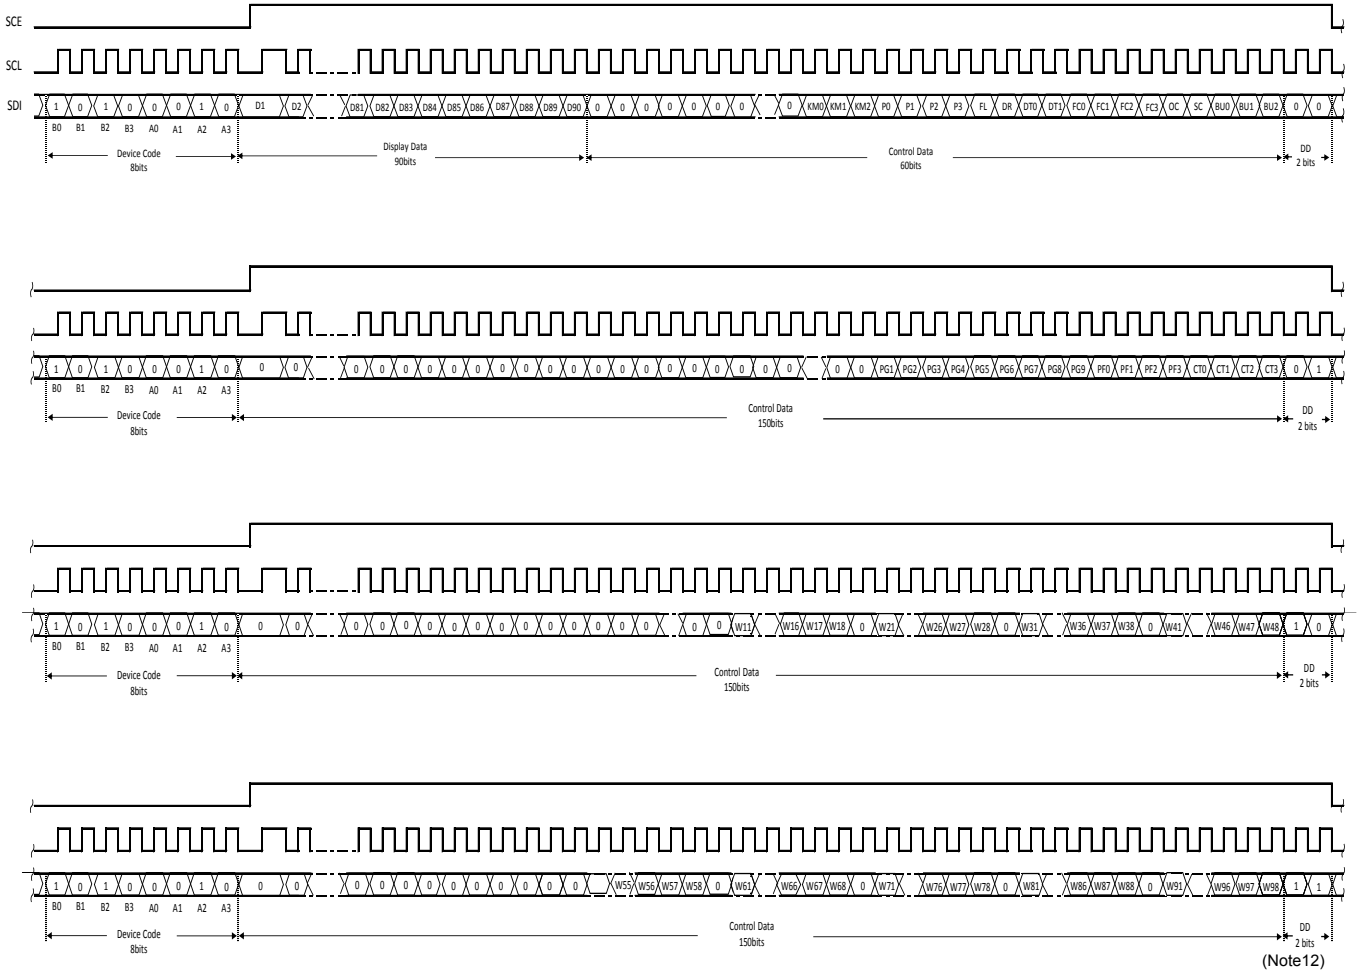 SCE
SCL
SDI 1 0 1 0 0 0 1 0 D1 D2 D81 D82 D83 D84 D85 D86 D87 D88 D89 D90 0 0 0 0 0 0 0 0 KM0 KM1 KM2 P0 P1 P2 P3 FL DR DT0 DT1 FC0 FC1 FC2 FC3 OC SC BU0 BU1 BU2 0 0
B0 B1 B2 B3 A0 A1 A2 A3
Device Code Display Data Control Data DD
8bits 90bits 60bits 2 bits
1 0 1 0 0 0 1 0 0 0 0 0 0 0 0 0 0 0 0 0 0 0 0 0 0 0 0 0 0 0 0 0 PG1 PG2 PG3 PG4 PG5 PG6 PG7 PG8 PG9 PF0 PF1 PF2 PF3 CT0 CT1 CT2 CT3 0 1
B0 B1 B2 B3 A0 A1 A2 A3
Device Code Control Data DD
8bits 150bits 2 bits
1 0 1 0 0 0 1 0 0 0 0 0 0 0 0 0 0 0 0 0 0 0 0 0 0 0 W11 W16 W17 W18 0 W21 W26 W27 W28 0 W31 W36 W37 W38 0 W41 W46 W47 W48 1 0
B0 B1 B2 B3 A0 A1 A2 A3
Device Code Control Data DD
8bits 150bits 2 bits
1 0 1 0 0 0 1 0 0 0 0 0 0 0 0 0 0 0 0 0 W55 W56 W57 W58 0 W61 W66 W67 W68 0 W71 W76 W77 W78 0 W81 W86 W87 W88 0 W91 W96 W97 W98 1 1
B0 B1 B2 B3 A0 A1 A2 A3
Device Code Control Data DD
8bits 150bits 2 bits
(Note12)